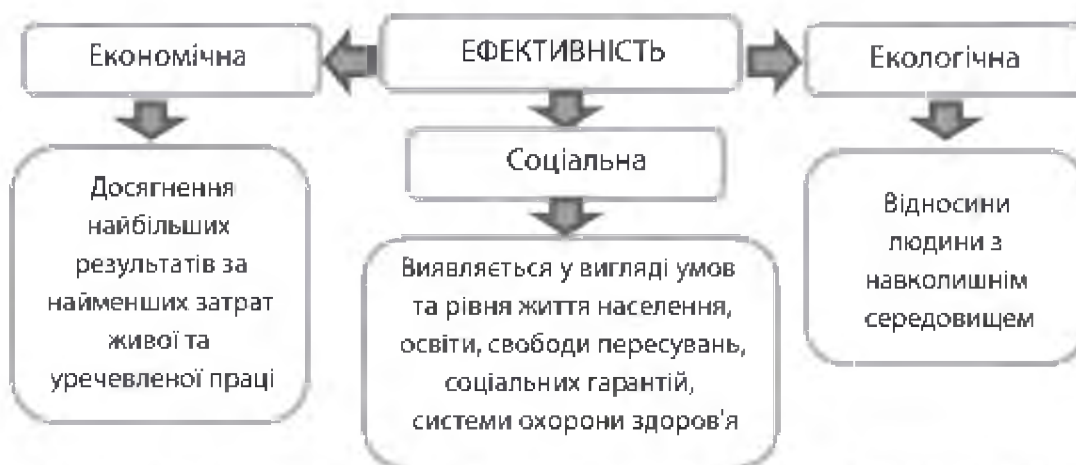 ЕФЕКТИВНІСТЬ
Економічна
Досягнення
найбільших
результатів за
найменших затрат
живої та
уречевленої праці
Соціальна
Виявляється у вигляді умов
та рівня життя населення,
освіти, свободи пересувань,
соціальних гарантій,
системи охорони здоров'я
Екологічна
Відносини
людини з
навколишнім
середовищем